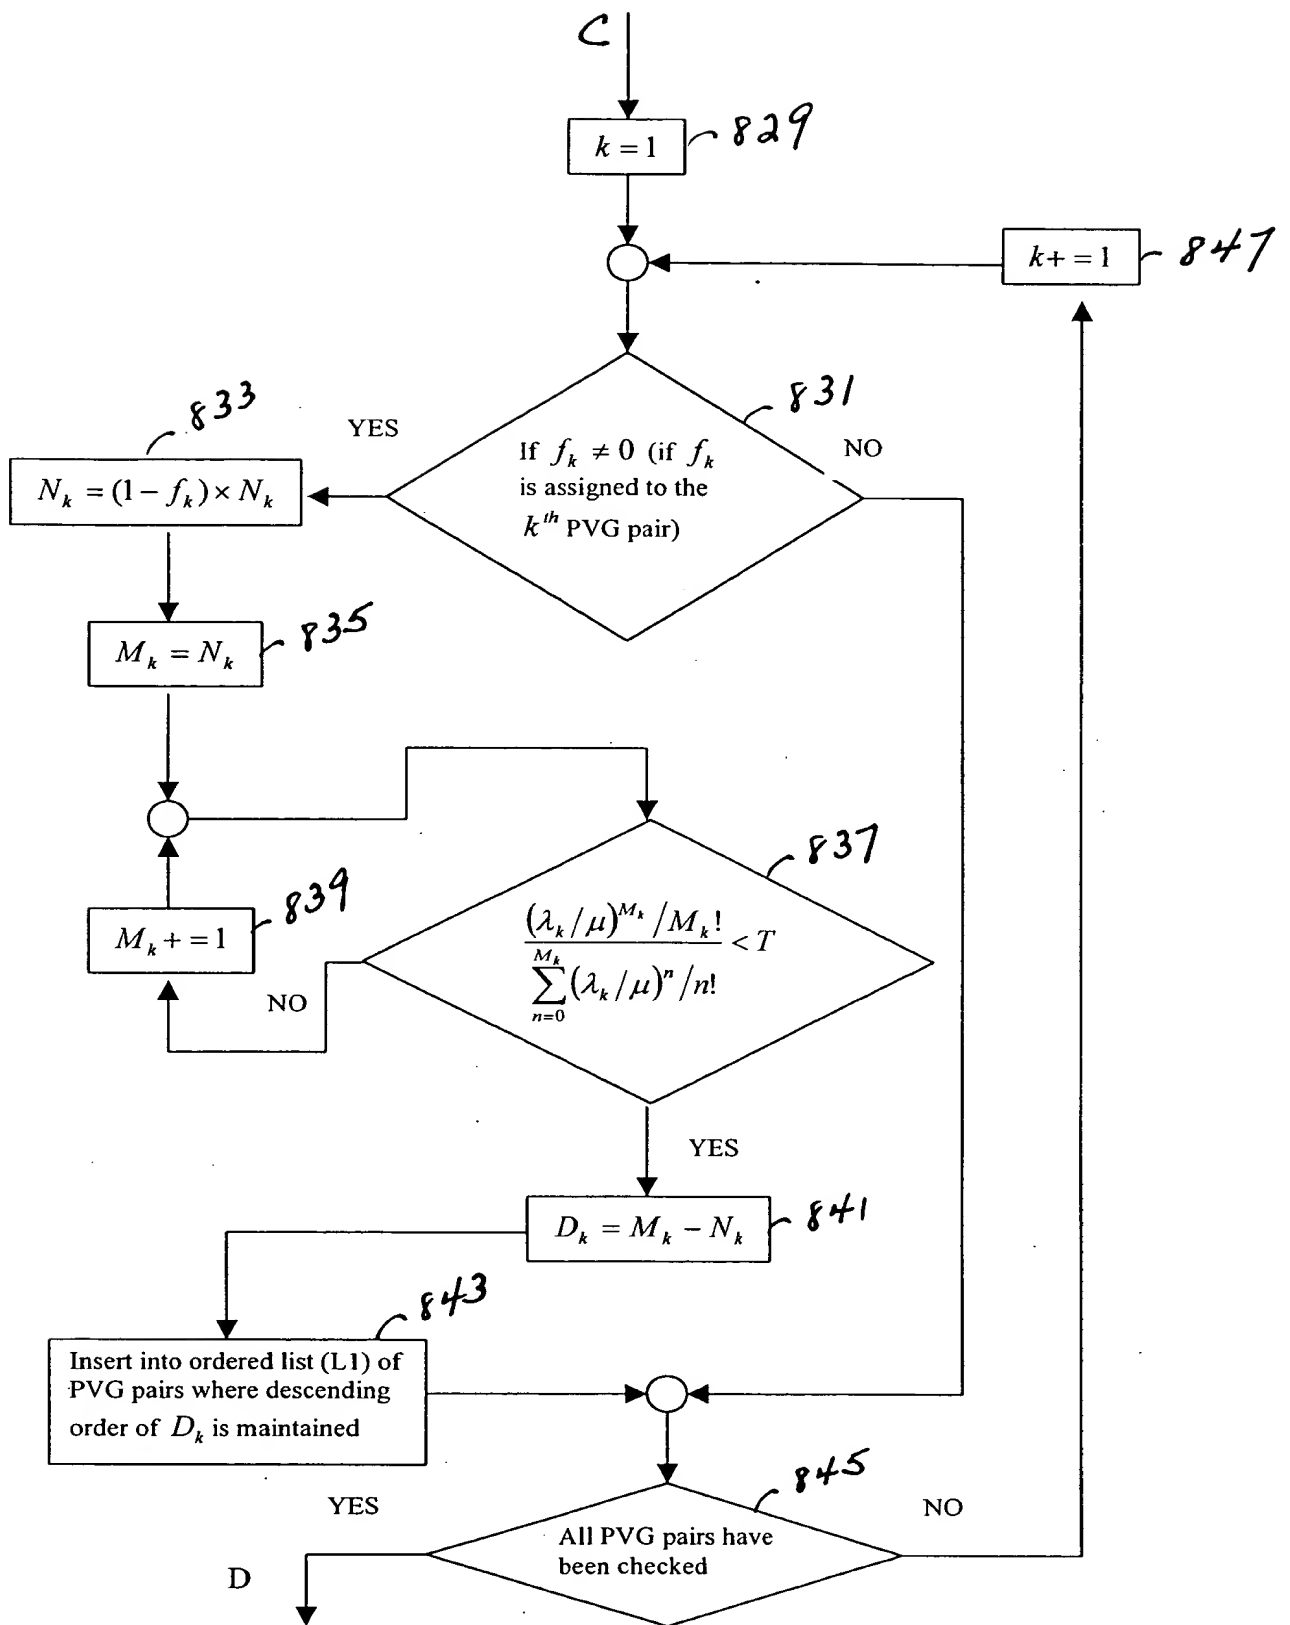 C
k = 1
829
k+ = 1
847
831
833
YES
If f_k ≠ 0 (if f_k
is assigned to the
k^th PVG pair)
NO
N_k = (1 − f_k) × N_k
M_k = N_k
835
837
839
M_k + = 1
(λ_k/μ)^{M_k} / M_k!
< T
∑_{n=0}^{M_k} (λ_k/μ)^n / n!
NO
YES
D_k = M_k − N_k
841
843
Insert into ordered list (L1) of
PVG pairs where descending
order of D_k is maintained
845
YES
NO
All PVG pairs have
been checked
D